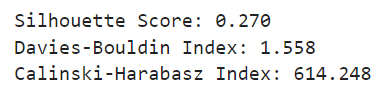 Silhouette Score: 0.270
Davies-Bouldin Index: 1.558
Calinski-Harabasz Index: 614.248